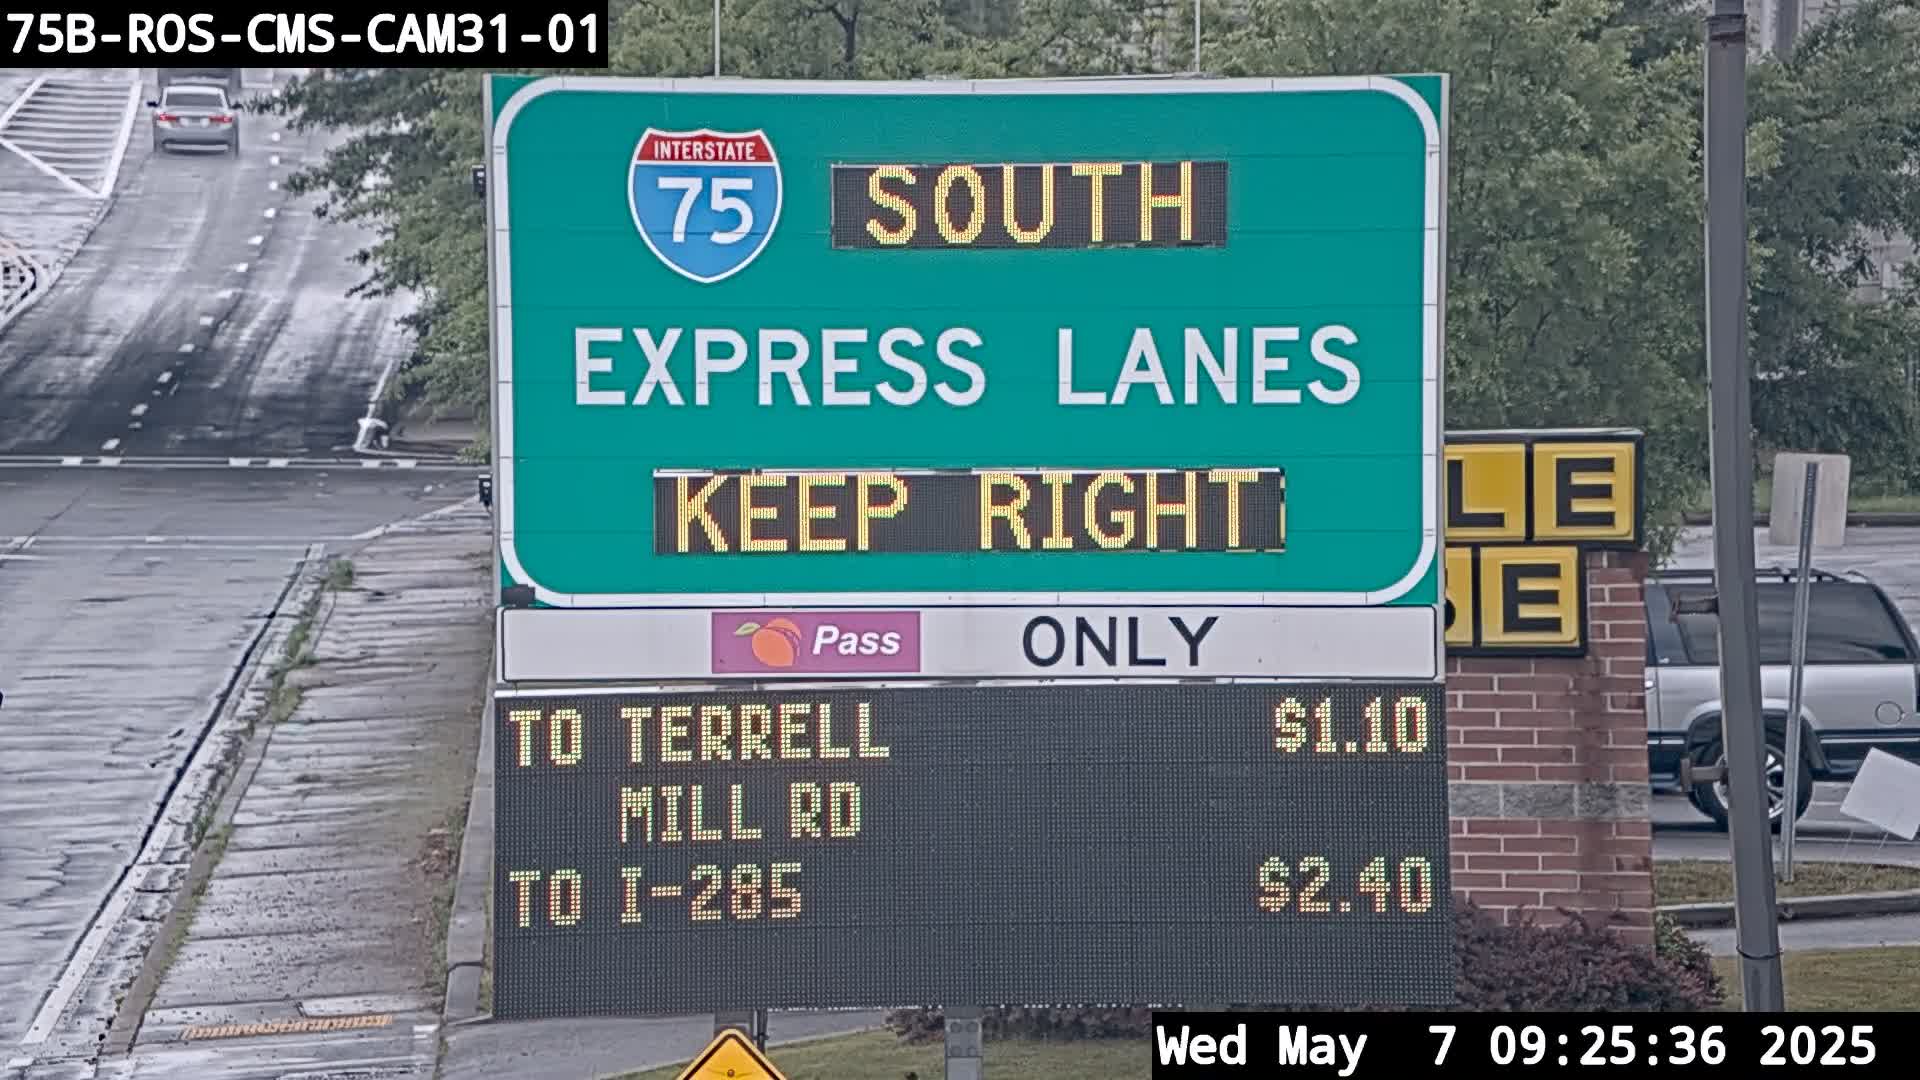 75B-ROS-CMS-CAM31-01
INTERSTATE
75
SOUTH
EXPRESS LANES
KEEP RIGHT
Pass ONLY
TO TERRELL $1.10
MILL RD
TO I-285 $2.40
LE
E
Wed May 7 09:25:36 2025